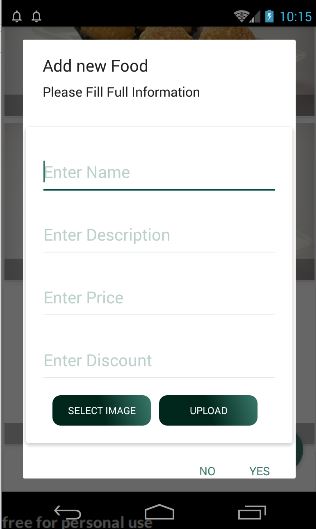 10:15
Add new Food
Please Fill Full Information
Enter Name
Enter Description
Enter Price
Enter Discount
SELECT IMAGE UPLOAD
NO YES
free for personal use